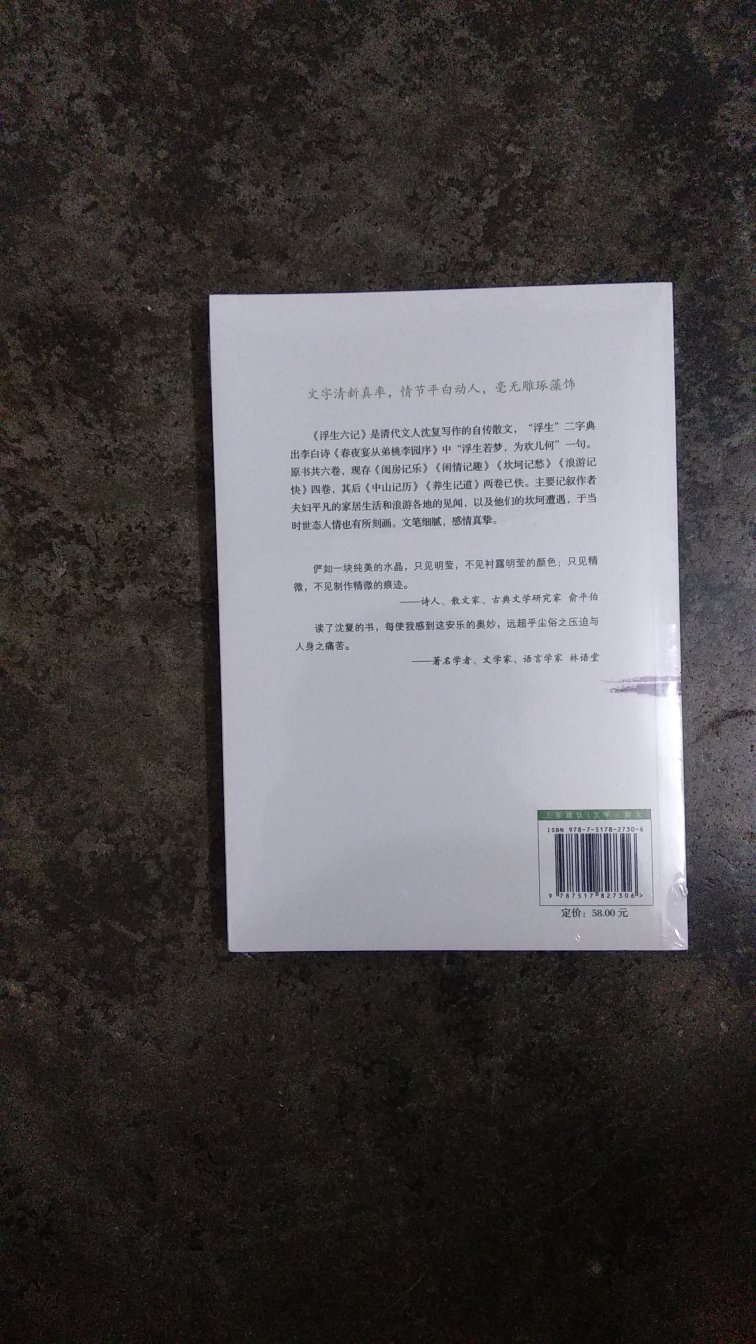 文字清新真率，情节平白动人，毫无雕琢藻饰
《浮生六记》是清代文人沈复写作的自传散文，“浮生”二字典
出李白诗《春夜宴从弟桃李园序》中“浮生若梦，为欢几何”一句。
原书共六卷，现存《闺房记乐》《闲情记趣》《坎坷记愁》《浪游记
快》四卷，其后《中山记历》《养生记道》两卷已佚。主要记叙作者
夫妇平凡的家居生活和浪游各地的见闻，以及他们的坎坷遭遇，于当
时世态人情也有所刻画。文笔细腻，感情真挚。
俨如一块纯美的水晶，只见明莹，不见衬露明莹的颜色；只见精
微，不见制作精微的痕迹。
——诗人、散文家、古典文学研究家 俞平伯
读了沈复的书，每使我感到这安乐的奥妙，远超乎尘俗之压迫与
人身之痛苦。
——著名学者、文学家、语言学家 林语堂
上架建议｜文学·散文
ISBN 978-7-5178-2730-6
9 787517 827306 >
定价：58.00 元